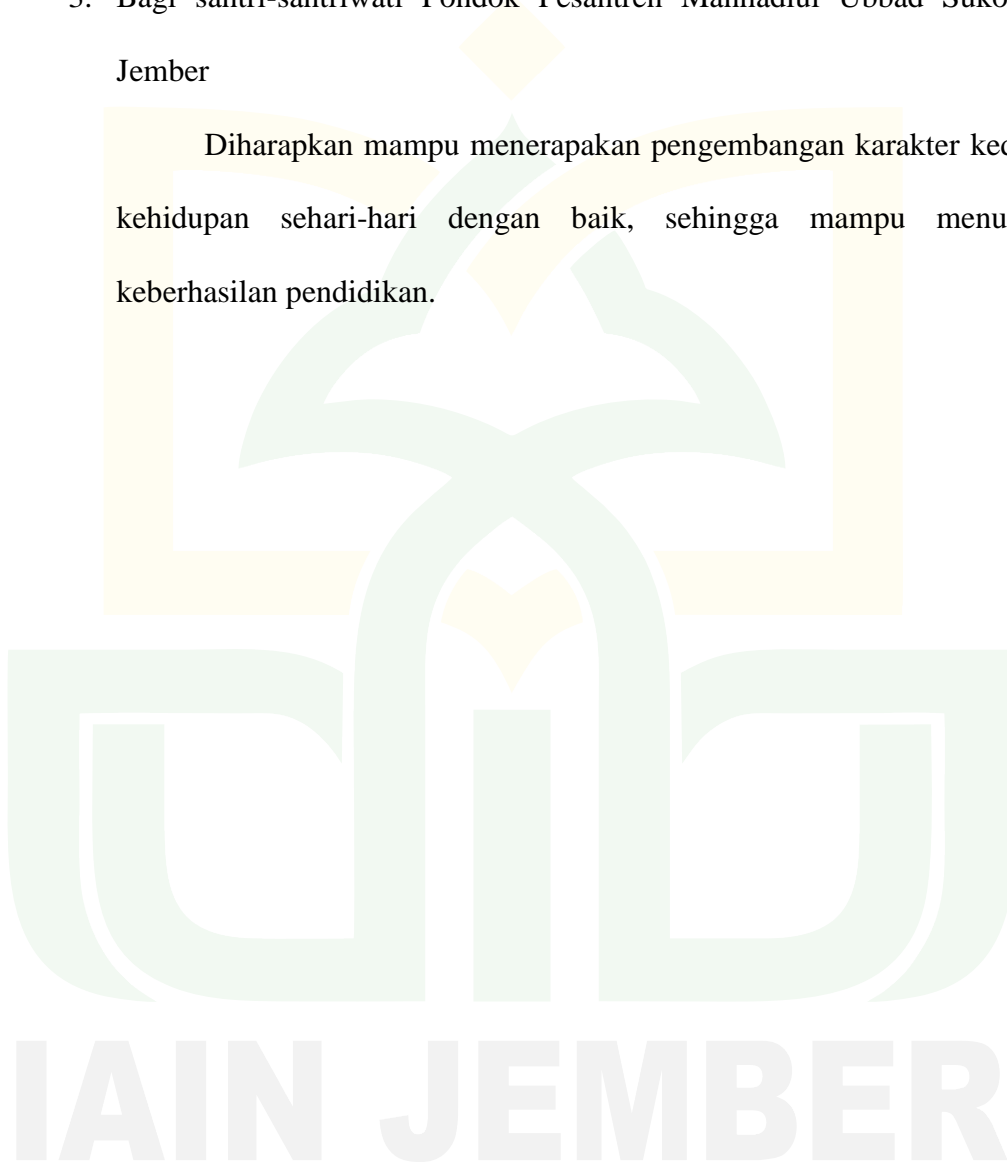 Bagi santri-santriwati Pondok Pesantren
Jember
Diharapkan mampu menerapakan pengembangan karakter
kehidupan sehari-hari dengan baik, sehingga mampu
keberhasilan pendidikan.
IAIN JEMBER